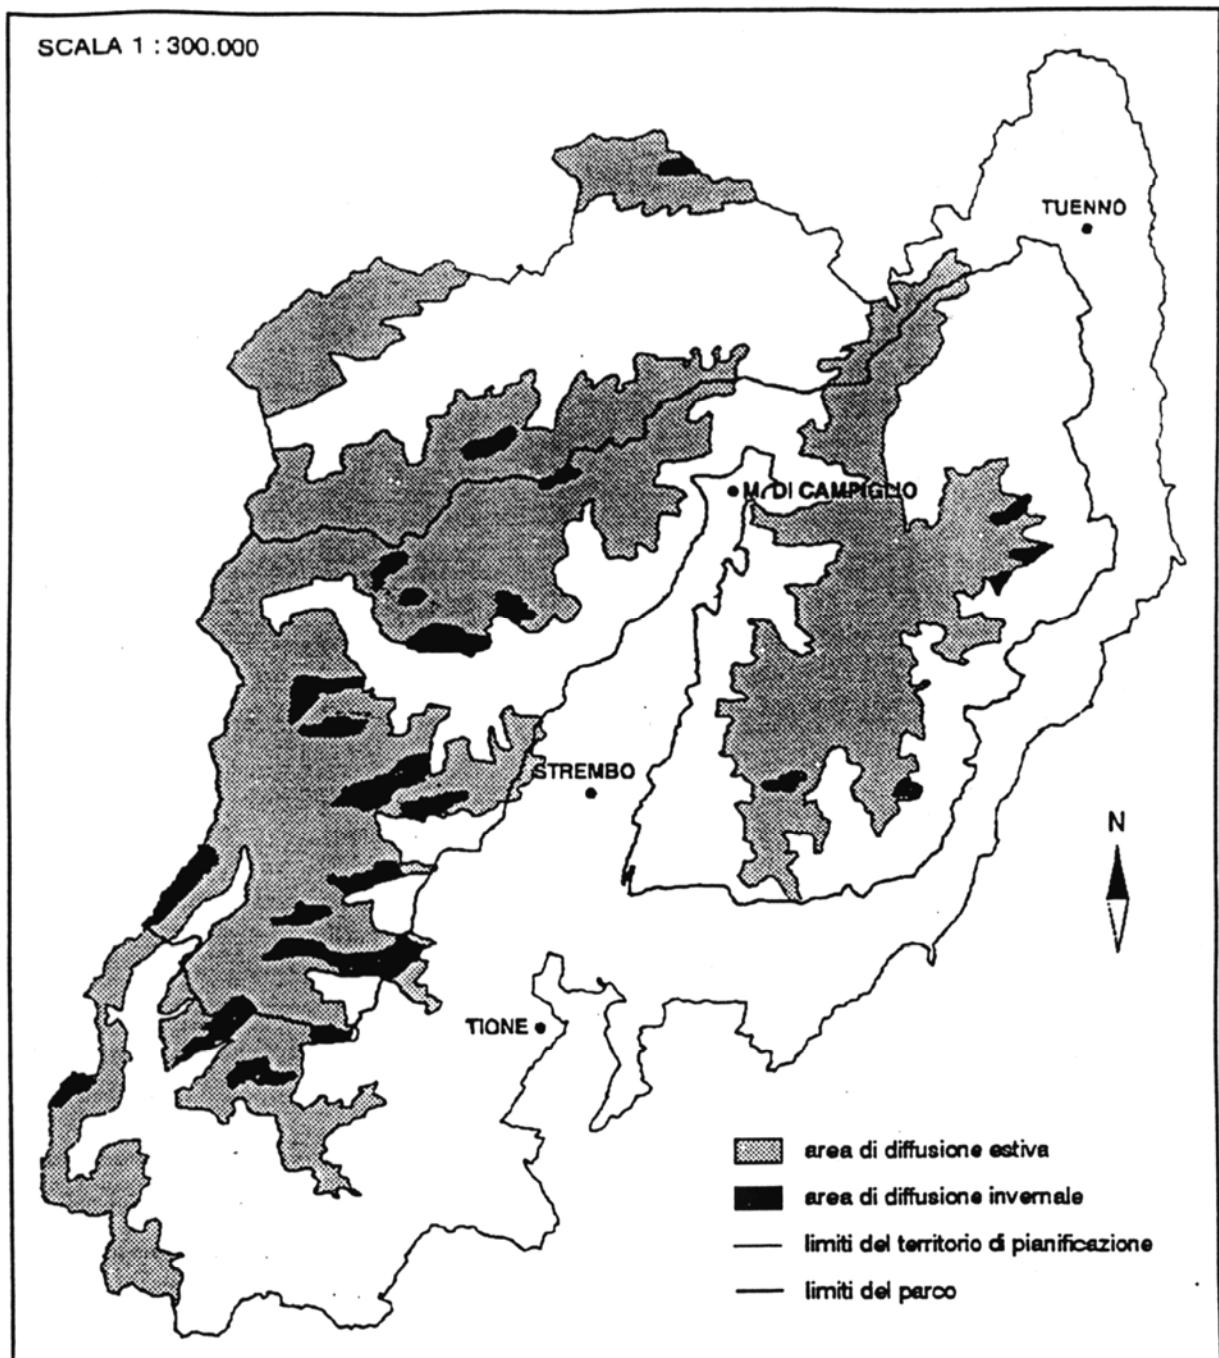 SCALA 1 : 300.000
TUENNO
M. DI CAMPIGLIO
STREMBO
N
TIONE
area di diffusione estiva
area di diffusione invernale
limiti del territorio di pianificazione
limiti del parco